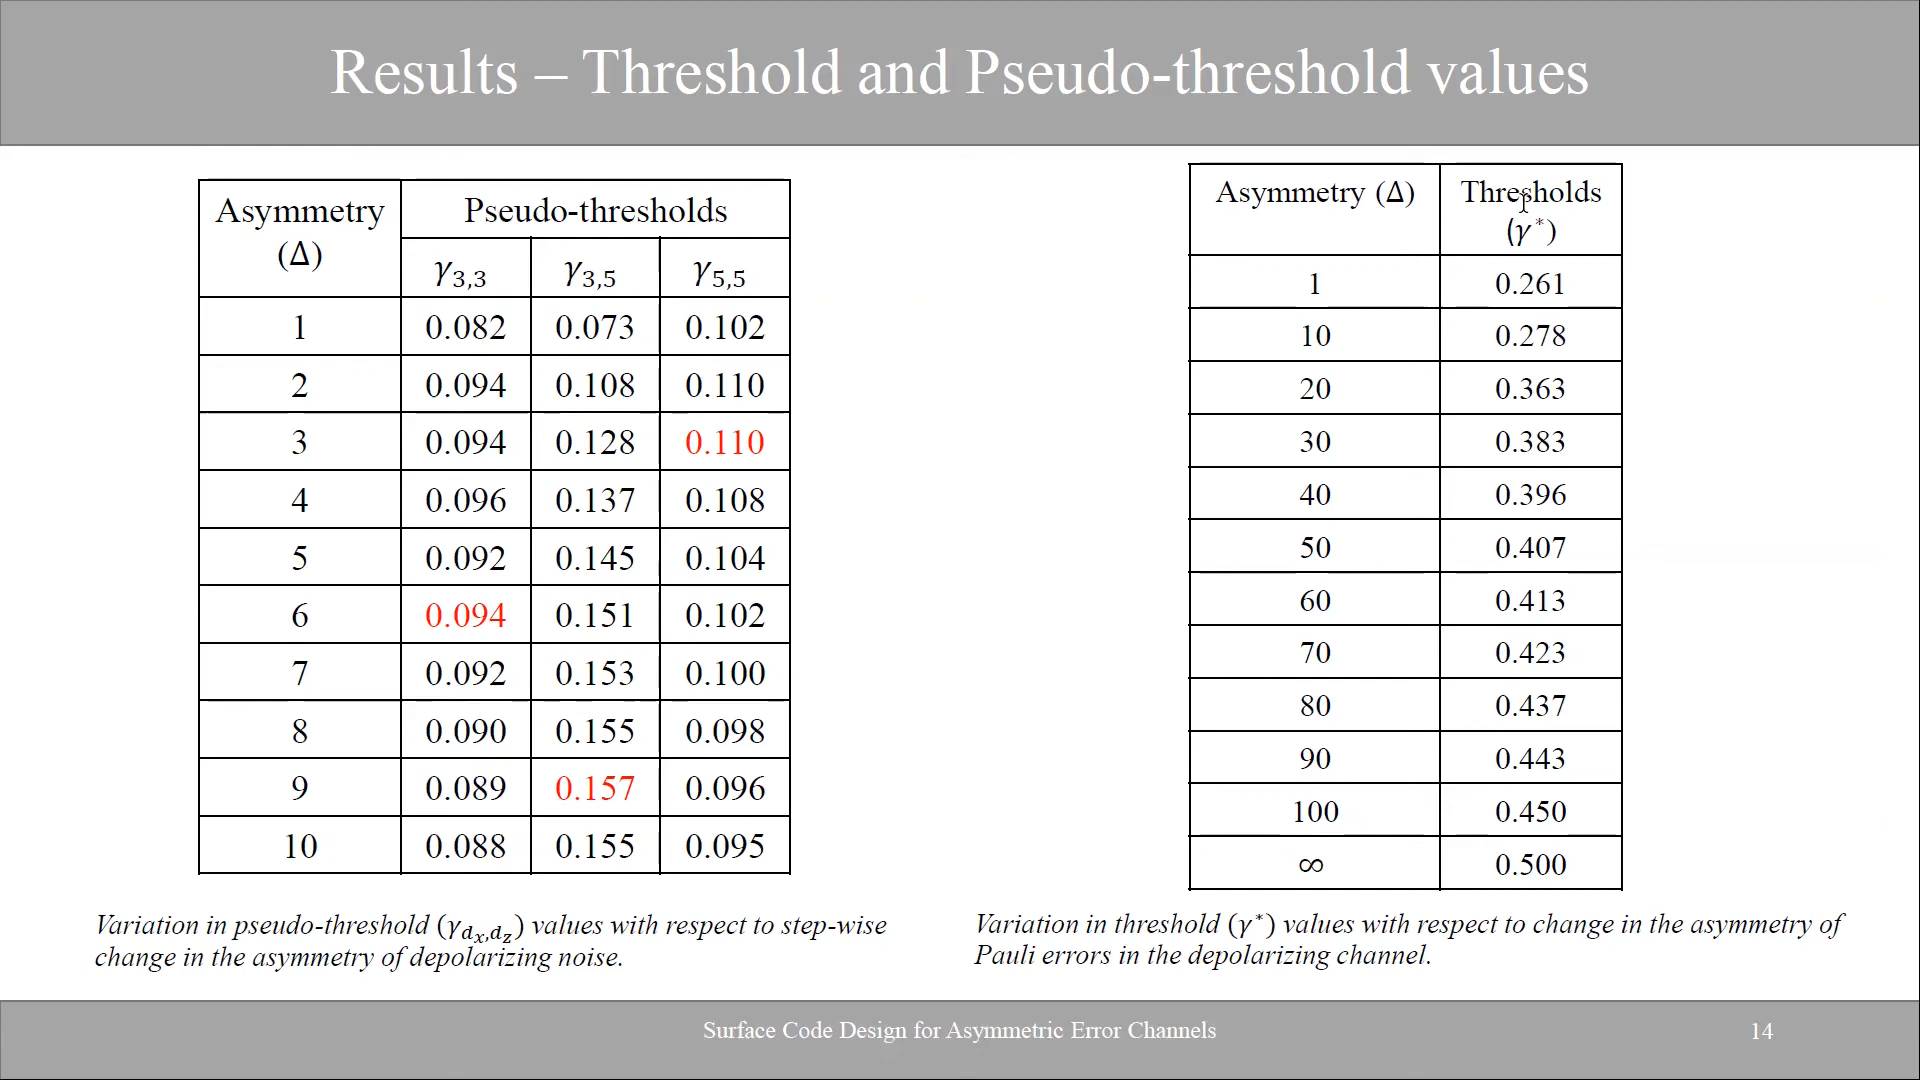 Results – Threshold and Pseudo-threshold values
Asymmetry (Δ) Pseudo-thresholds
γ3,3 γ3,5 γ5,5
1 0.082 0.073 0.102
2 0.094 0.108 0.110
3 0.094 0.128 0.110
4 0.096 0.137 0.108
5 0.092 0.145 0.104
6 0.094 0.151 0.102
7 0.092 0.153 0.100
8 0.090 0.155 0.098
9 0.089 0.157 0.096
10 0.088 0.155 0.095
Variation in pseudo-threshold (γdx,dz) values with respect to step-wise
change in the asymmetry of depolarizing noise.
Asymmetry (Δ) Thresholds
(γ*)
1 0.261
10 0.278
20 0.363
30 0.383
40 0.396
50 0.407
60 0.413
70 0.423
80 0.437
90 0.443
100 0.450
∞ 0.500
Variation in threshold (γ*) values with respect to change in the asymmetry of
Pauli errors in the depolarizing channel.
Surface Code Design for Asymmetric Error Channels
14